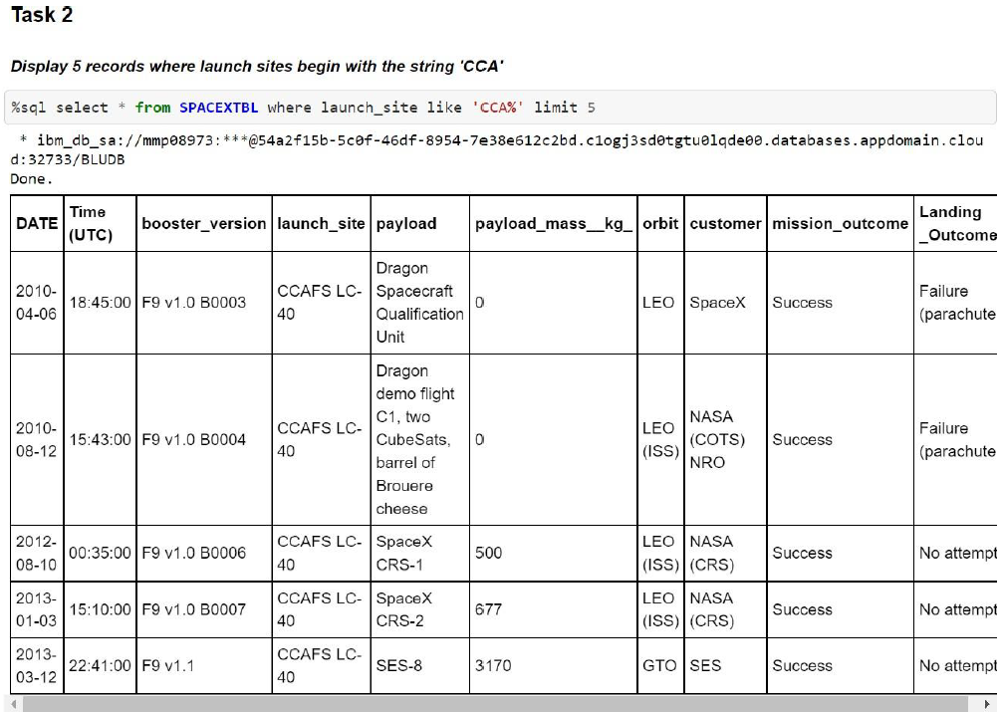 Task 2
Display 5 records where launch sites begin with the string 'CCA'
%sql select * from SPACEXTBL where launch_site like 'CCA%' limit 5
* ibm_db_sa://mmp08973:***@54a2f15b-5c0f-46df-8954-7e38e612c2bd.c1ogj3sd0tgtu0lqde00.databases.appdomain.clou
d:32733/BLUDB
Done.
DATE Time (UTC) booster_version launch_site payload payload_mass__kg_ orbit customer mission_outcome Landing _Outcome
2010-04-06 18:45:00 F9 v1.0 B0003 CCAFS LC-40 Dragon Spacecraft Qualification Unit 0 LEO SpaceX Success Failure (parachute
2010-08-12 15:43:00 F9 v1.0 B0004 CCAFS LC-40 Dragon demo flight C1, two CubeSats, barrel of Brouere cheese 0 LEO (ISS) NASA (COTS) NRO Success Failure (parachute
2012-08-10 00:35:00 F9 v1.0 B0006 CCAFS LC-40 SpaceX CRS-1 500 LEO (ISS) NASA (CRS) Success No attempt
2013-01-03 15:10:00 F9 v1.0 B0007 CCAFS LC-40 SpaceX CRS-2 677 LEO (ISS) NASA (CRS) Success No attempt
2013-03-12 22:41:00 F9 v1.1 CCAFS LC-40 SES-8 3170 GTO SES Success No attempt